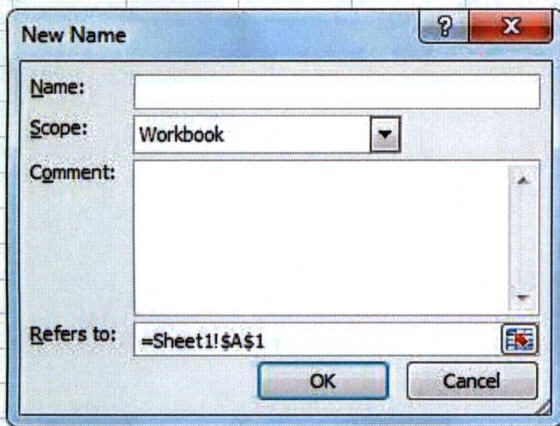 New Name
?
X
Name:
Scope: Workbook
Comment:
Refers to: =Sheet1!$A$1
OK Cancel